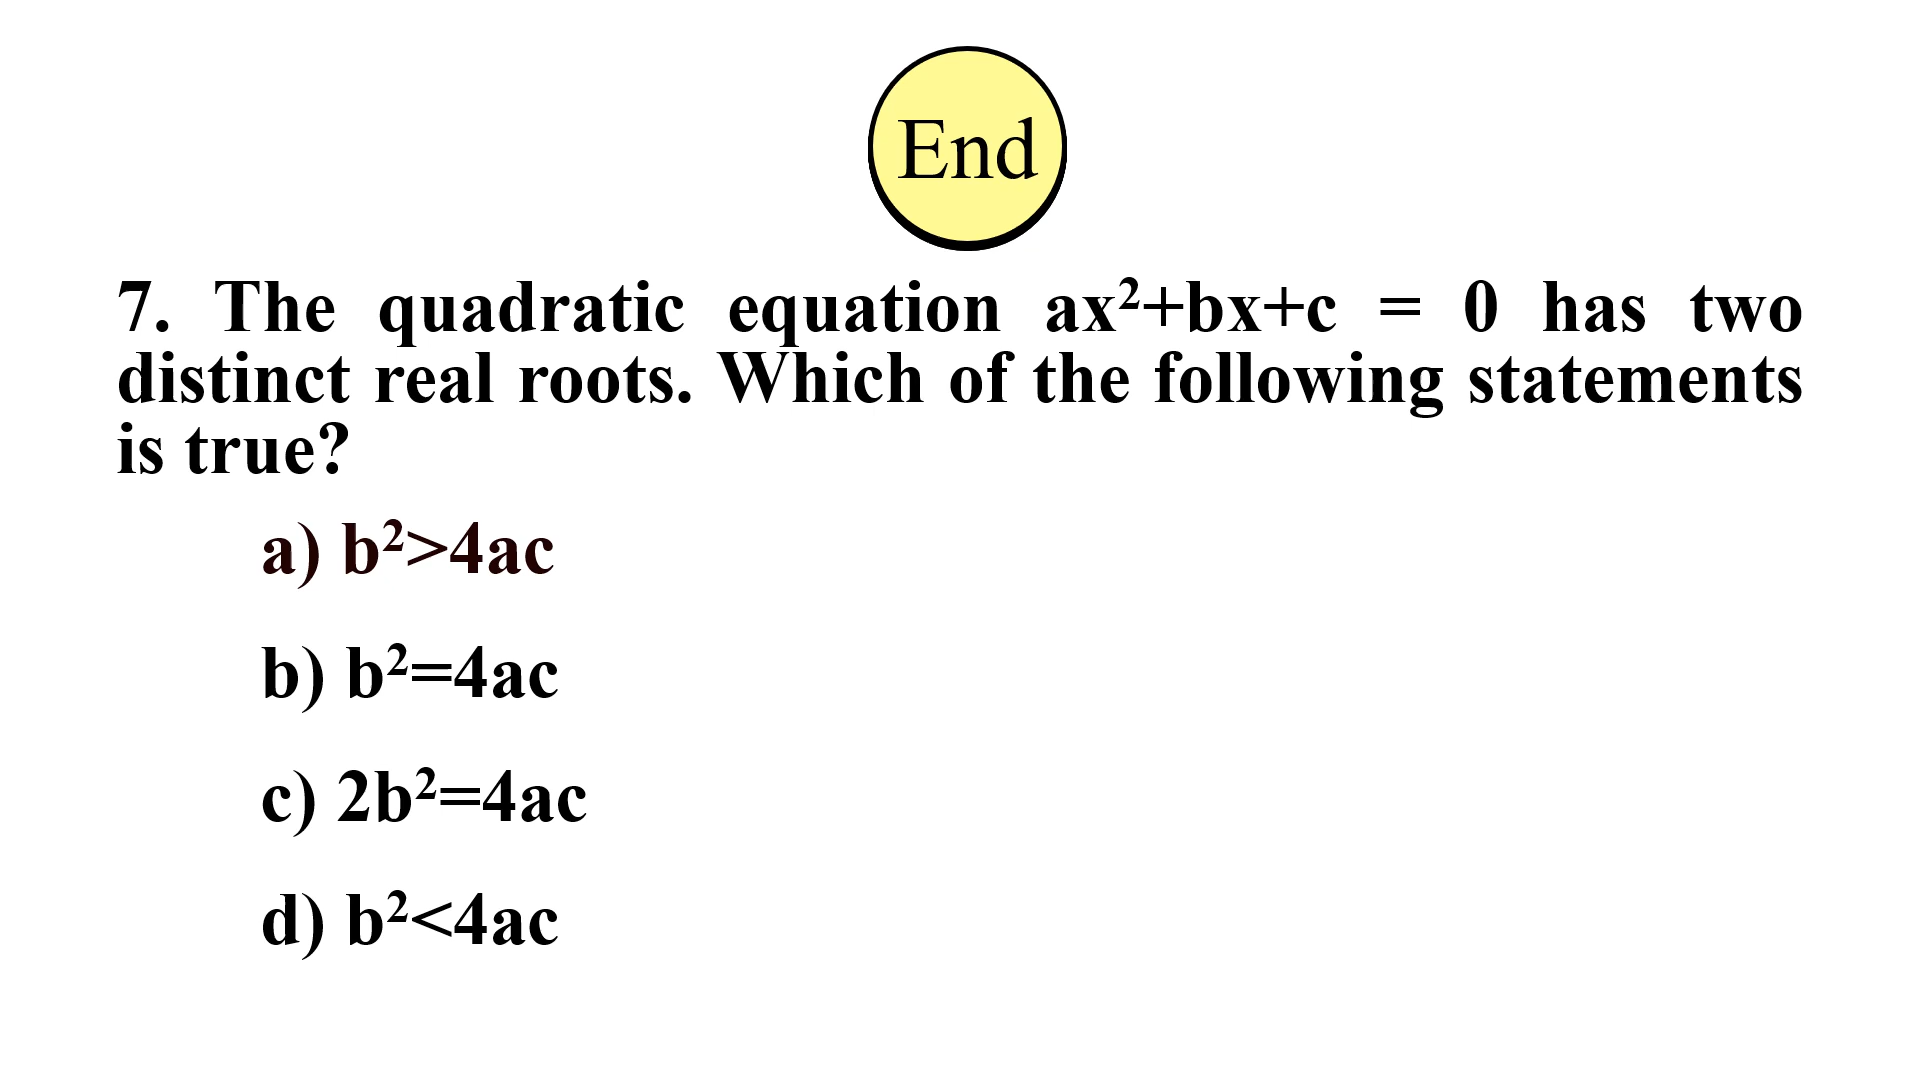 End
7. The quadratic equation ax²+bx+c = 0 has two
distinct real roots. Which of the following statements
is true?
a) b²>4ac
b) b²=4ac
c) 2b²=4ac
d) b²<4ac